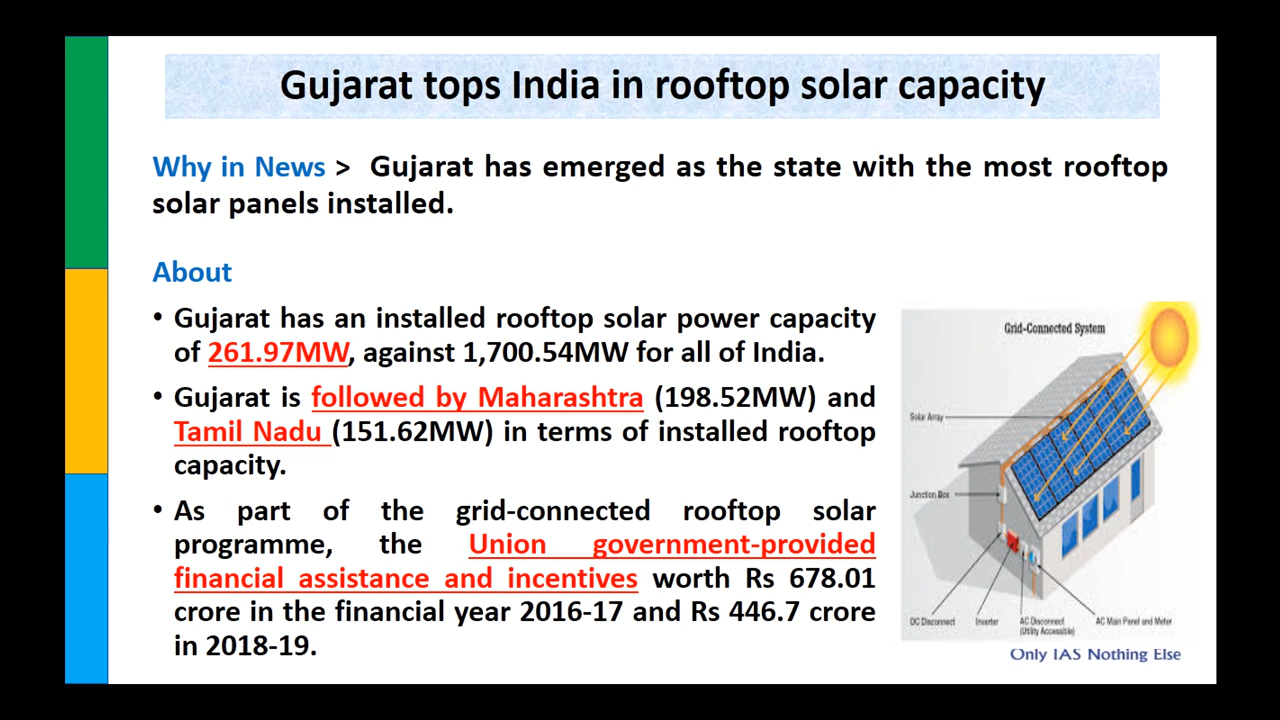 Gujarat tops India in rooftop solar capacity
Why in News > Gujarat has emerged as the state with the most rooftop
solar panels installed.
About
• Gujarat has an installed rooftop solar power capacity
of 261.97MW, against 1,700.54MW for all of India.
• Gujarat is followed by Maharashtra (198.52MW) and
Tamil Nadu (151.62MW) in terms of installed rooftop
capacity.
• As part of the grid-connected rooftop solar
programme, the Union government-provided
financial assistance and incentives worth Rs 678.01
crore in the financial year 2016-17 and Rs 446.7 crore
in 2018-19.
Grid-Connected System
Solar Array
Junction Box
DC Disconnect
Inverter
AC Disconnect
(Utility Accessible)
AC Main Panel and Meter
Only IAS Nothing Else